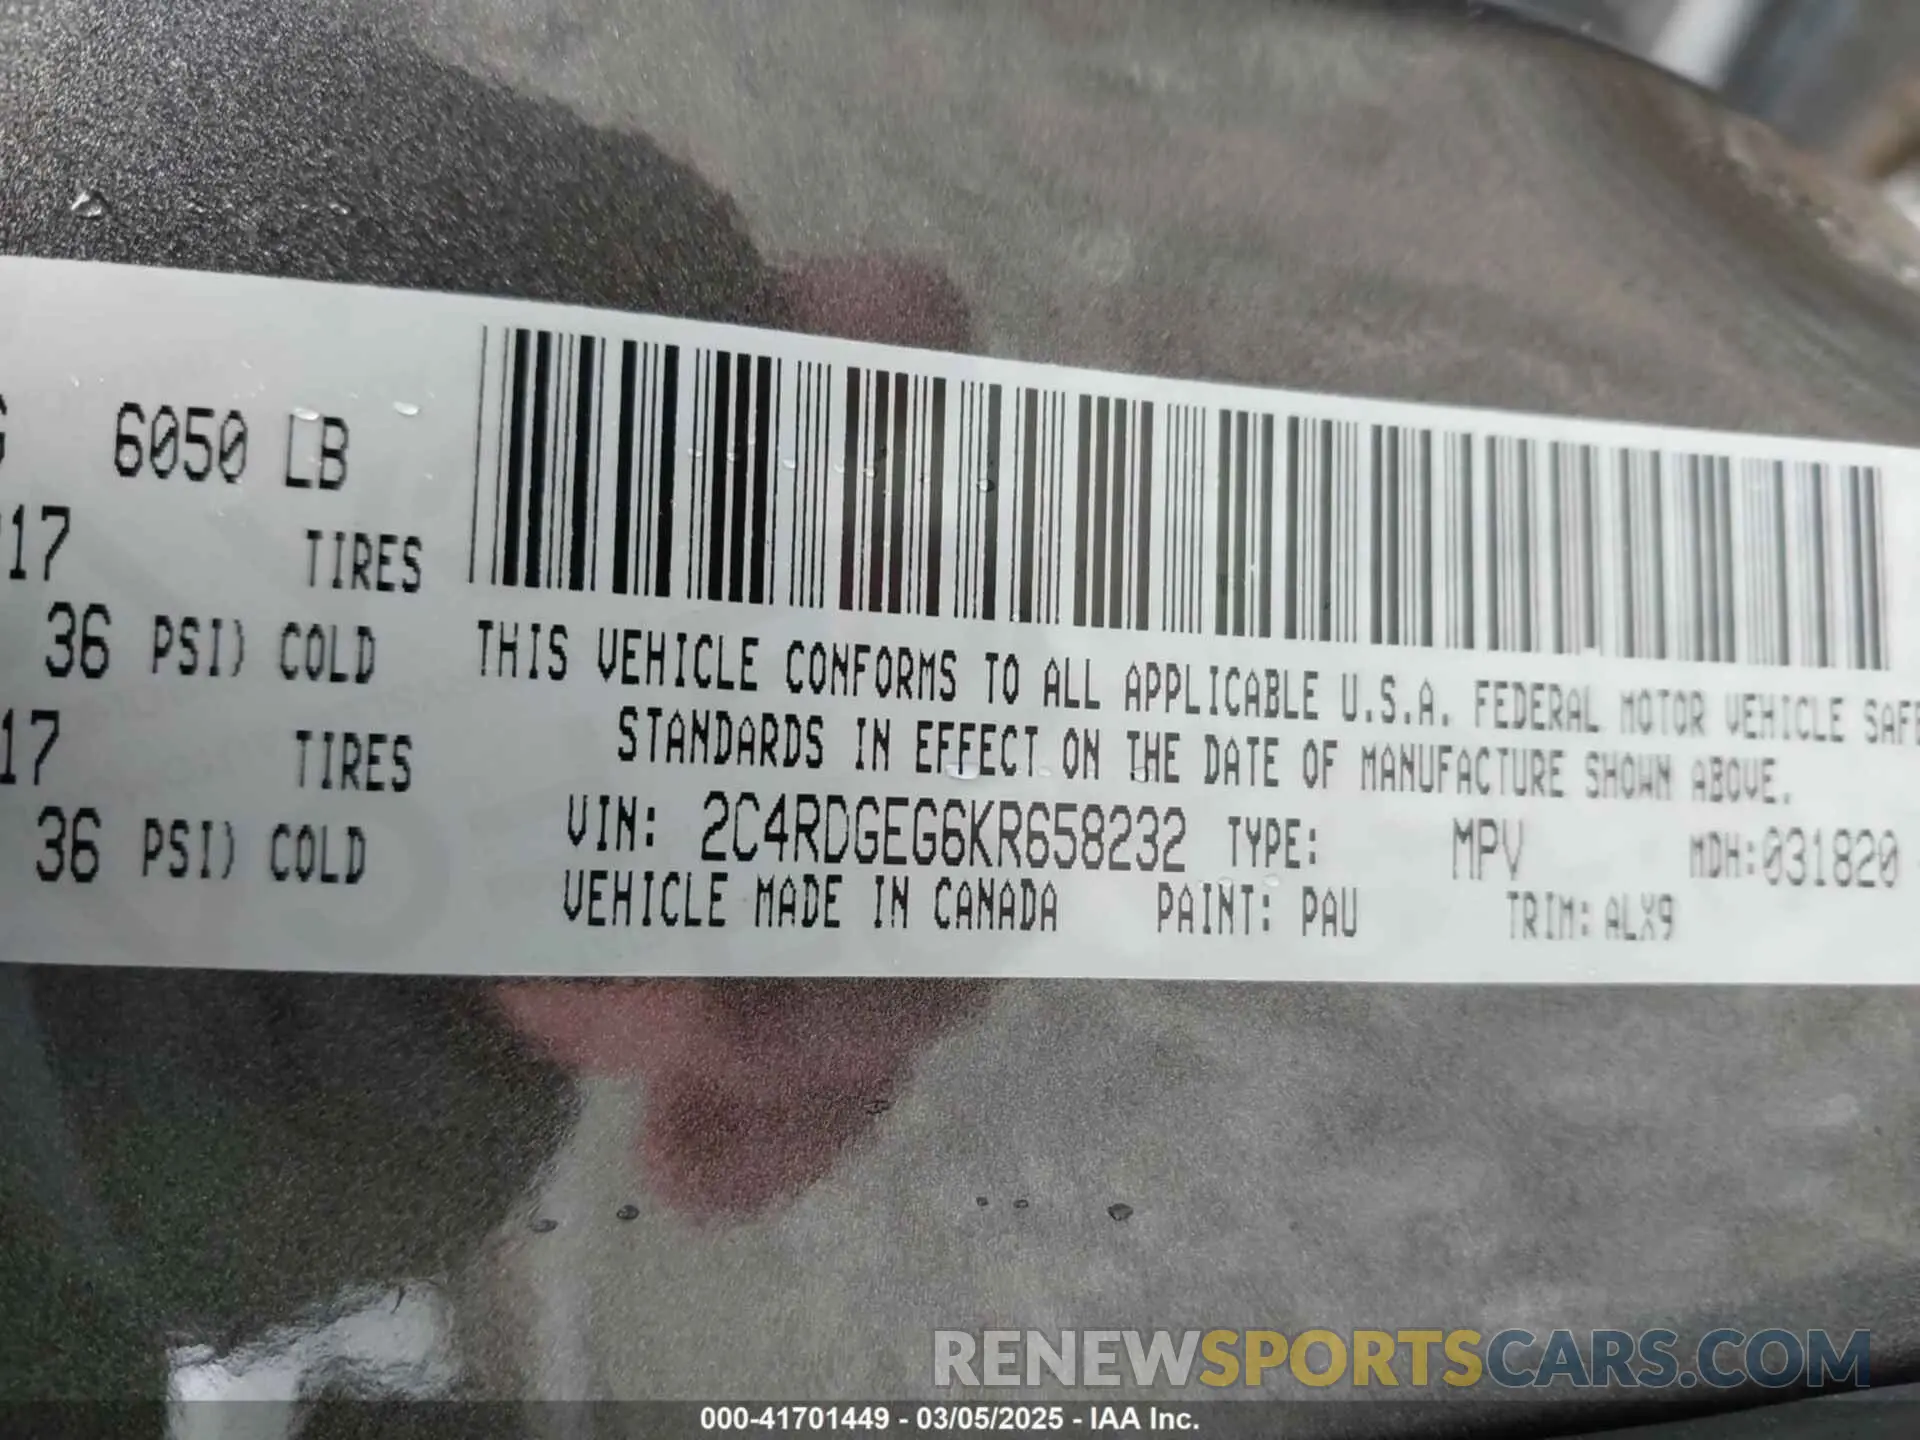 G 6050 LB
17 TIRES
36 PSI) COLD
17 TIRES
36 PSI) COLD
THIS VEHICLE CONFORMS TO ALL APPLICABLE U.S.A. FEDERAL MOTOR VEHICLE SAFE
STANDARDS IN EFFECT ON THE DATE OF MANUFACTURE SHOWN ABOVE.
VIN: 2C4RDGEG6KR658232 TYPE: MPV MDH:031820
VEHICLE MADE IN CANADA PAINT: PAU TRIM: ALX9
RENEWSPORTSCARS.COM
000-41701449 - 03/05/2025 - IAA Inc.